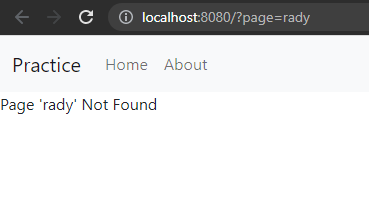 localhost:8080/?page=rady
Practice Home About
Page 'rady' Not Found